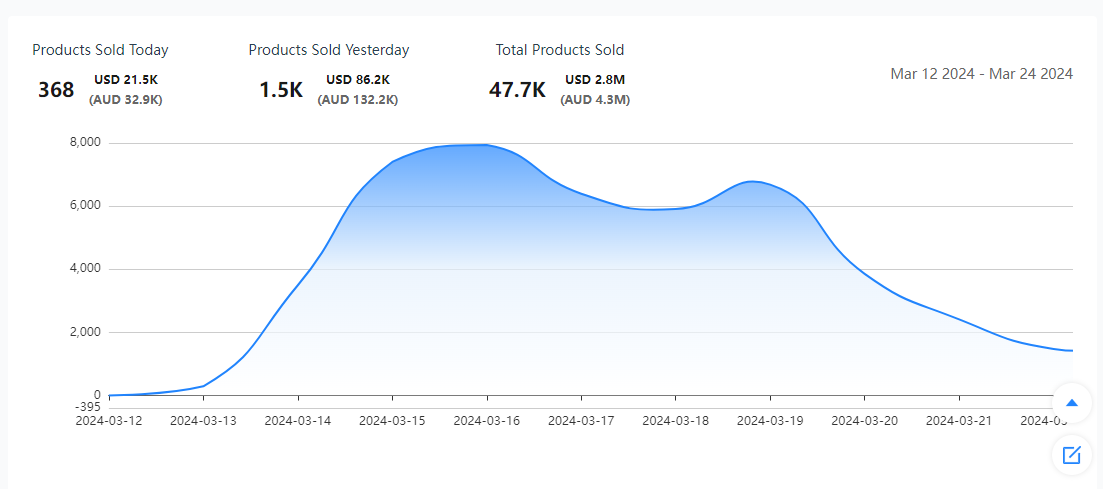 Products Sold Today
Products Sold Yesterday
Total Products Sold
368
USD 21.5K
(AUD 32.9K)
1.5K
USD 86.2K
(AUD 132.2K)
47.7K
USD 2.8M
(AUD 4.3M)
Mar 12 2024 - Mar 24 2024
8,000
6,000
4,000
2,000
0
-395
2024-03-12 2024-03-13 2024-03-14 2024-03-15 2024-03-16 2024-03-17 2024-03-18 2024-03-19 2024-03-20 2024-03-21